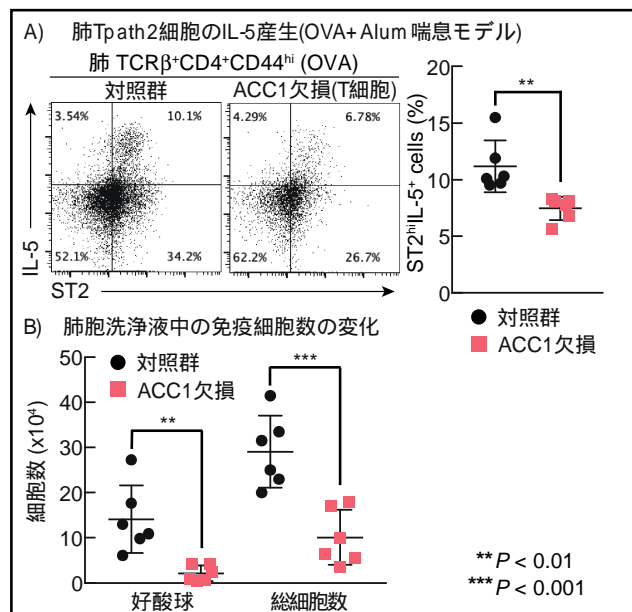 A) 肺Tpath2細胞のIL-5産生(OVA+ Alum 喘息モデル)
肺 TCRβ⁺CD4⁺CD44ʰⁱ (OVA)
対照群 ACC1欠損(T細胞)
3.54% 10.1% 4.29% 6.78%
52.1% 34.2% 62.2% 26.7%
IL-5
ST2
ST2ʰⁱIL-5⁺ cells (%)
20
15
10
5
0
**
対照群
ACC1欠損
B) 肺胞洗浄液中の免疫細胞数の変化
対照群
ACC1欠損
細胞数 (x10⁴)
50
40
30
20
10
0
**
***
好酸球 総細胞数
**P < 0.01
***P < 0.001